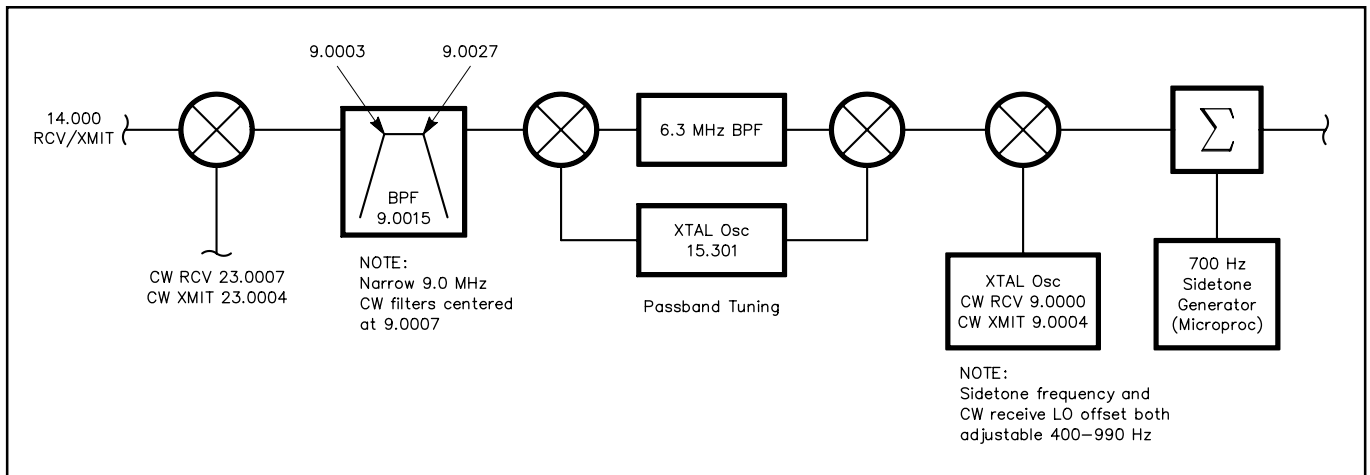 9.0003
9.0027
14.000
RCV/XMIT
BPF
9.0015
6.3 MHz BPF
XTAL Osc
15.301
Σ
CW RCV 23.0007
CW XMIT 23.0004
NOTE:
Narrow 9.0 MHz
CW filters centered
at 9.0007
Passband Tuning
XTAL Osc
CW RCV 9.0000
CW XMIT 9.0004
700 Hz
Sidetone
Generator
(Microproc)
NOTE:
Sidetone frequency and
CW receive LO offset both
adjustable 400–990 Hz